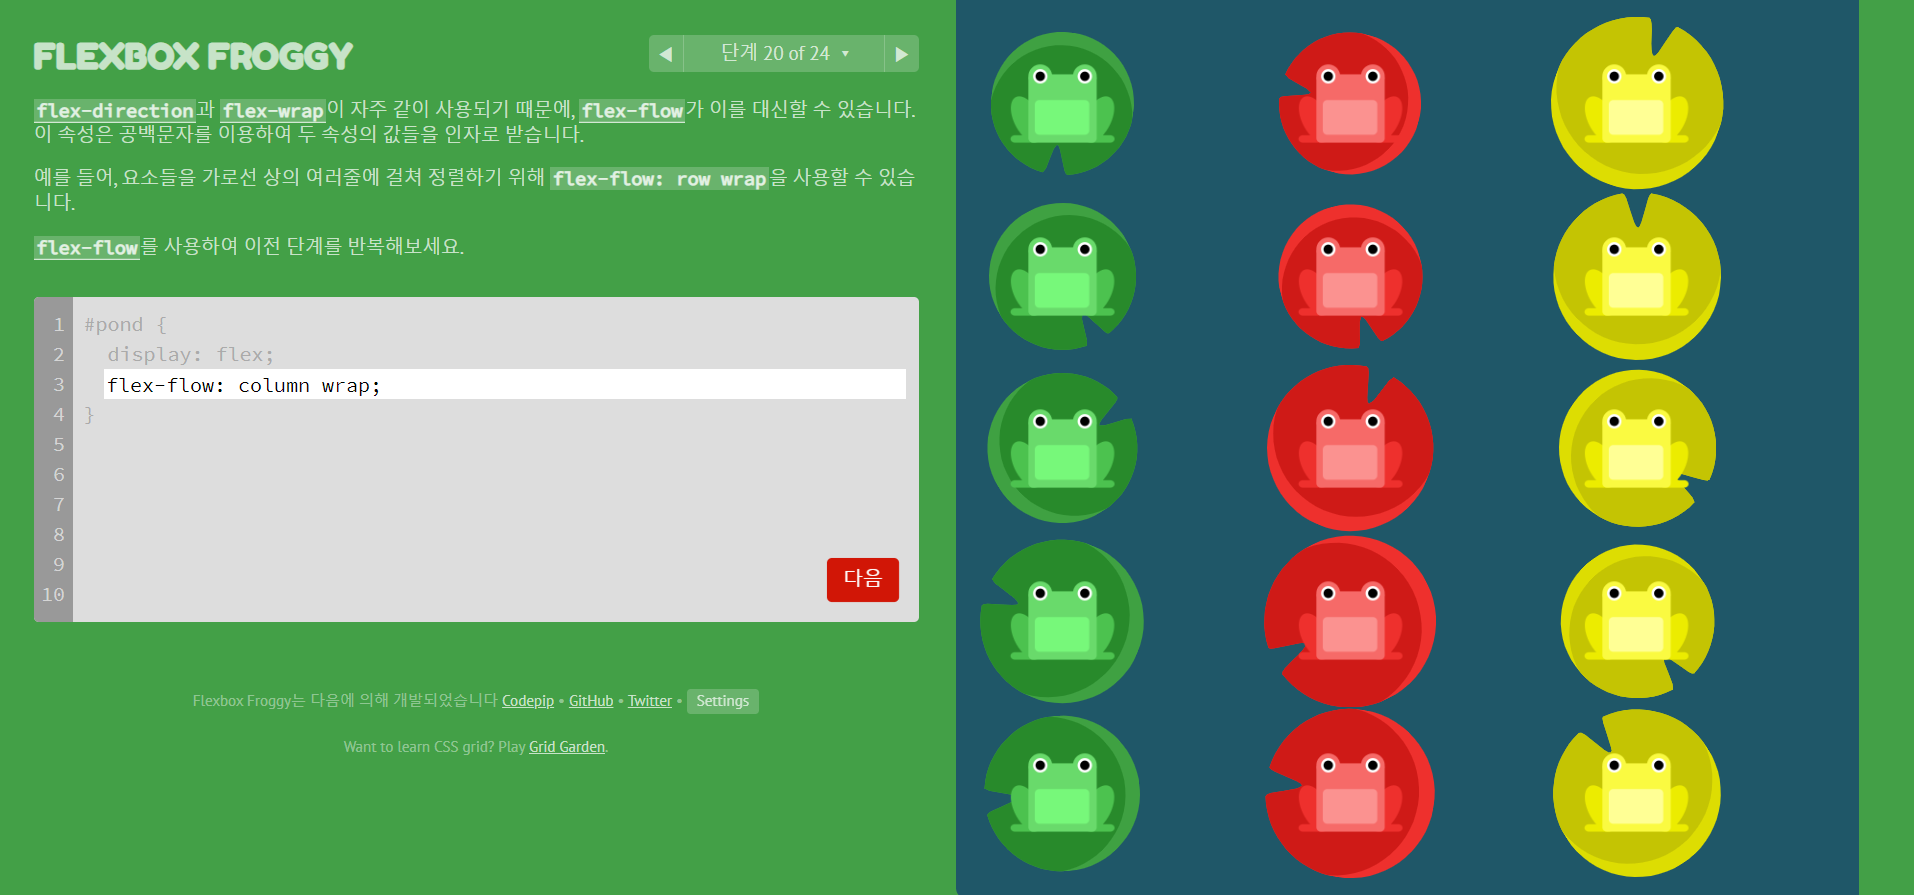 FLEXBOX FROGGY
◀ 단계 20 of 24 ▾ ▶
flex-direction과 flex-wrap이 자주 같이 사용되기 때문에, flex-flow가 이를 대신할 수 있습니다.
이 속성은 공백문자를 이용하여 두 속성의 값들을 인자로 받습니다.
예를 들어, 요소들을 가로선 상의 여러줄에 걸쳐 정렬하기 위해 flex-flow: row wrap을 사용할 수 있습
니다.
flex-flow를 사용하여 이전 단계를 반복해보세요.
1 #pond {
2 display: flex;
3 flex-flow: column wrap;
4 }
5
6
7
8
9
10
다음
Flexbox Froggy는 다음에 의해 개발되었습니다 Codepip • GitHub • Twitter • Settings
Want to learn CSS grid? Play Grid Garden.